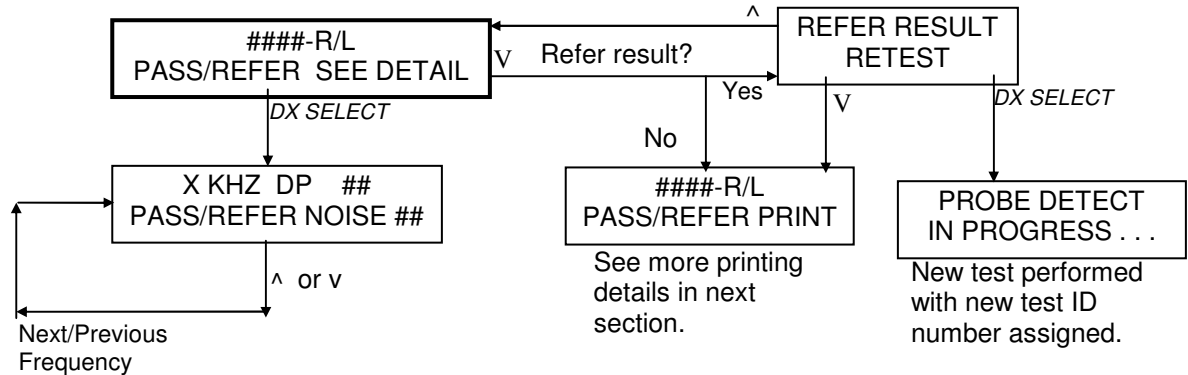 ####-R/L
PASS/REFER SEE DETAIL
V
Refer result?
^
Yes
REFER RESULT
RETEST
DX SELECT
No
V
DX SELECT
X KHZ DP ##
PASS/REFER NOISE ##
^ or v
Next/Previous
Frequency
####-R/L
PASS/REFER PRINT
See more printing
details in next
section.
PROBE DETECT
IN PROGRESS . . .
New test performed
with new test ID
number assigned.